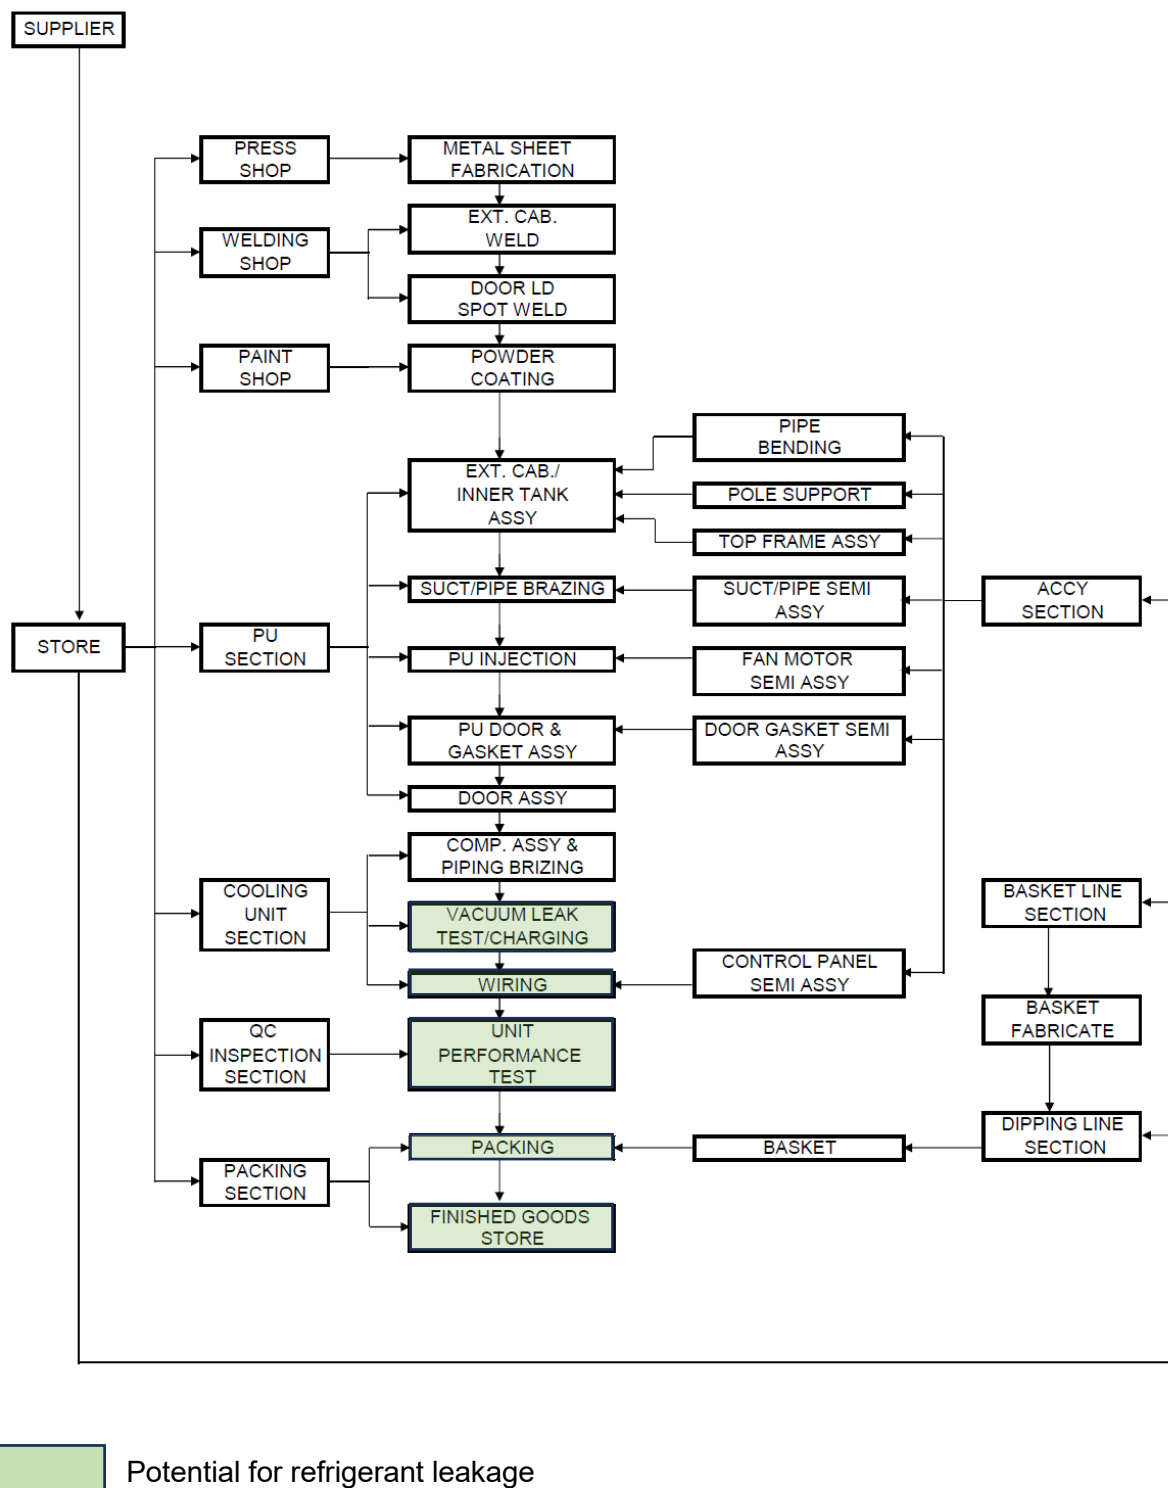 SUPPLIER
PRESS
SHOP
METAL SHEET
FABRICATION
WELDING
SHOP
EXT. CAB.
WELD
DOOR LD
SPOT WELD
PAINT
SHOP
POWDER
COATING
PIPE
BENDING
EXT. CAB./
INNER TANK
ASSY
POLE SUPPORT
TOP FRAME ASSY
SUCT/PIPE BRAZING
SUCT/PIPE SEMI
ASSY
ACCY
SECTION
STORE
PU
SECTION
PU INJECTION
FAN MOTOR
SEMI ASSY
PU DOOR &
GASKET ASSY
DOOR GASKET SEMI
ASSY
DOOR ASSY
COMP. ASSY &
PIPING BRIZING
COOLING
UNIT
SECTION
VACUUM LEAK
TEST/CHARGING
BASKET LINE
SECTION
WIRING
CONTROL PANEL
SEMI ASSY
BASKET
FABRICATE
QC
INSPECTION
SECTION
UNIT
PERFORMANCE
TEST
DIPPING LINE
SECTION
PACKING
BASKET
PACKING
SECTION
FINISHED GOODS
STORE
Potential for refrigerant leakage